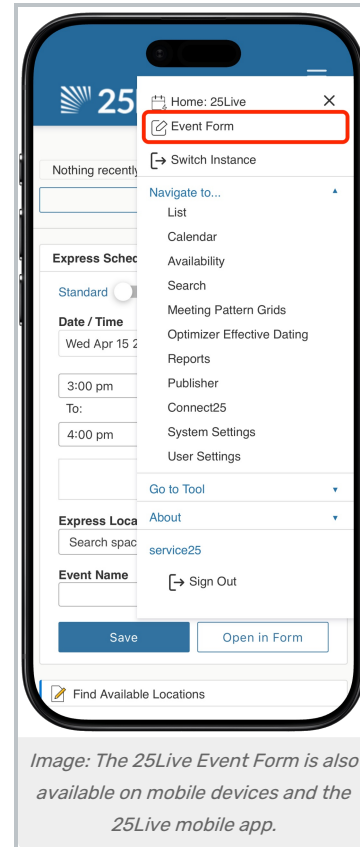 25
Home: 25Live
Event Form
Switch Instance
Nothing recently
Navigate to...
List
Calendar
Availability
Search
Meeting Pattern Grids
Optimizer Effective Dating
Reports
Publisher
Connect25
System Settings
User Settings
Go to Tool
About
service25
Sign Out
Express Sched
Standard
Date / Time
Wed Apr 15 2
3:00 pm
To:
4:00 pm
Express Loca
Search spac
Event Name
Save
Open in Form
Find Available Locations
Image: The 25Live Event Form is also
available on mobile devices and the
25Live mobile app.